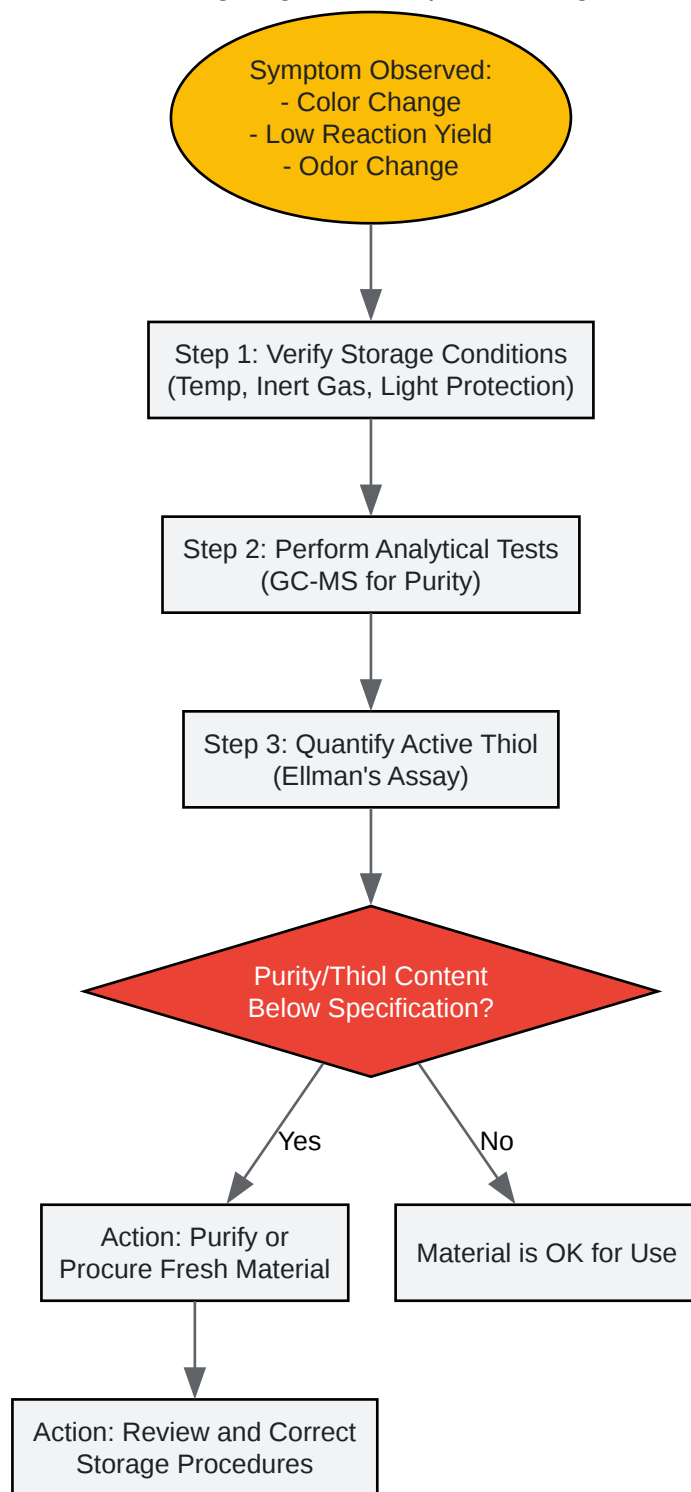 Symptom Observed:
- Color Change
- Low Reaction Yield
- Odor Change
Step 1: Verify Storage Conditions
(Temp, Inert Gas, Light Protection)
Step 2: Perform Analytical Tests
(GC-MS for Purity)
Step 3: Quantify Active Thiol
(Ellman's Assay)
Purity/Thiol Content
Below Specification?
Yes
No
Action: Purify or
Procure Fresh Material
Material is OK for Use
Action: Review and Correct
Storage Procedures